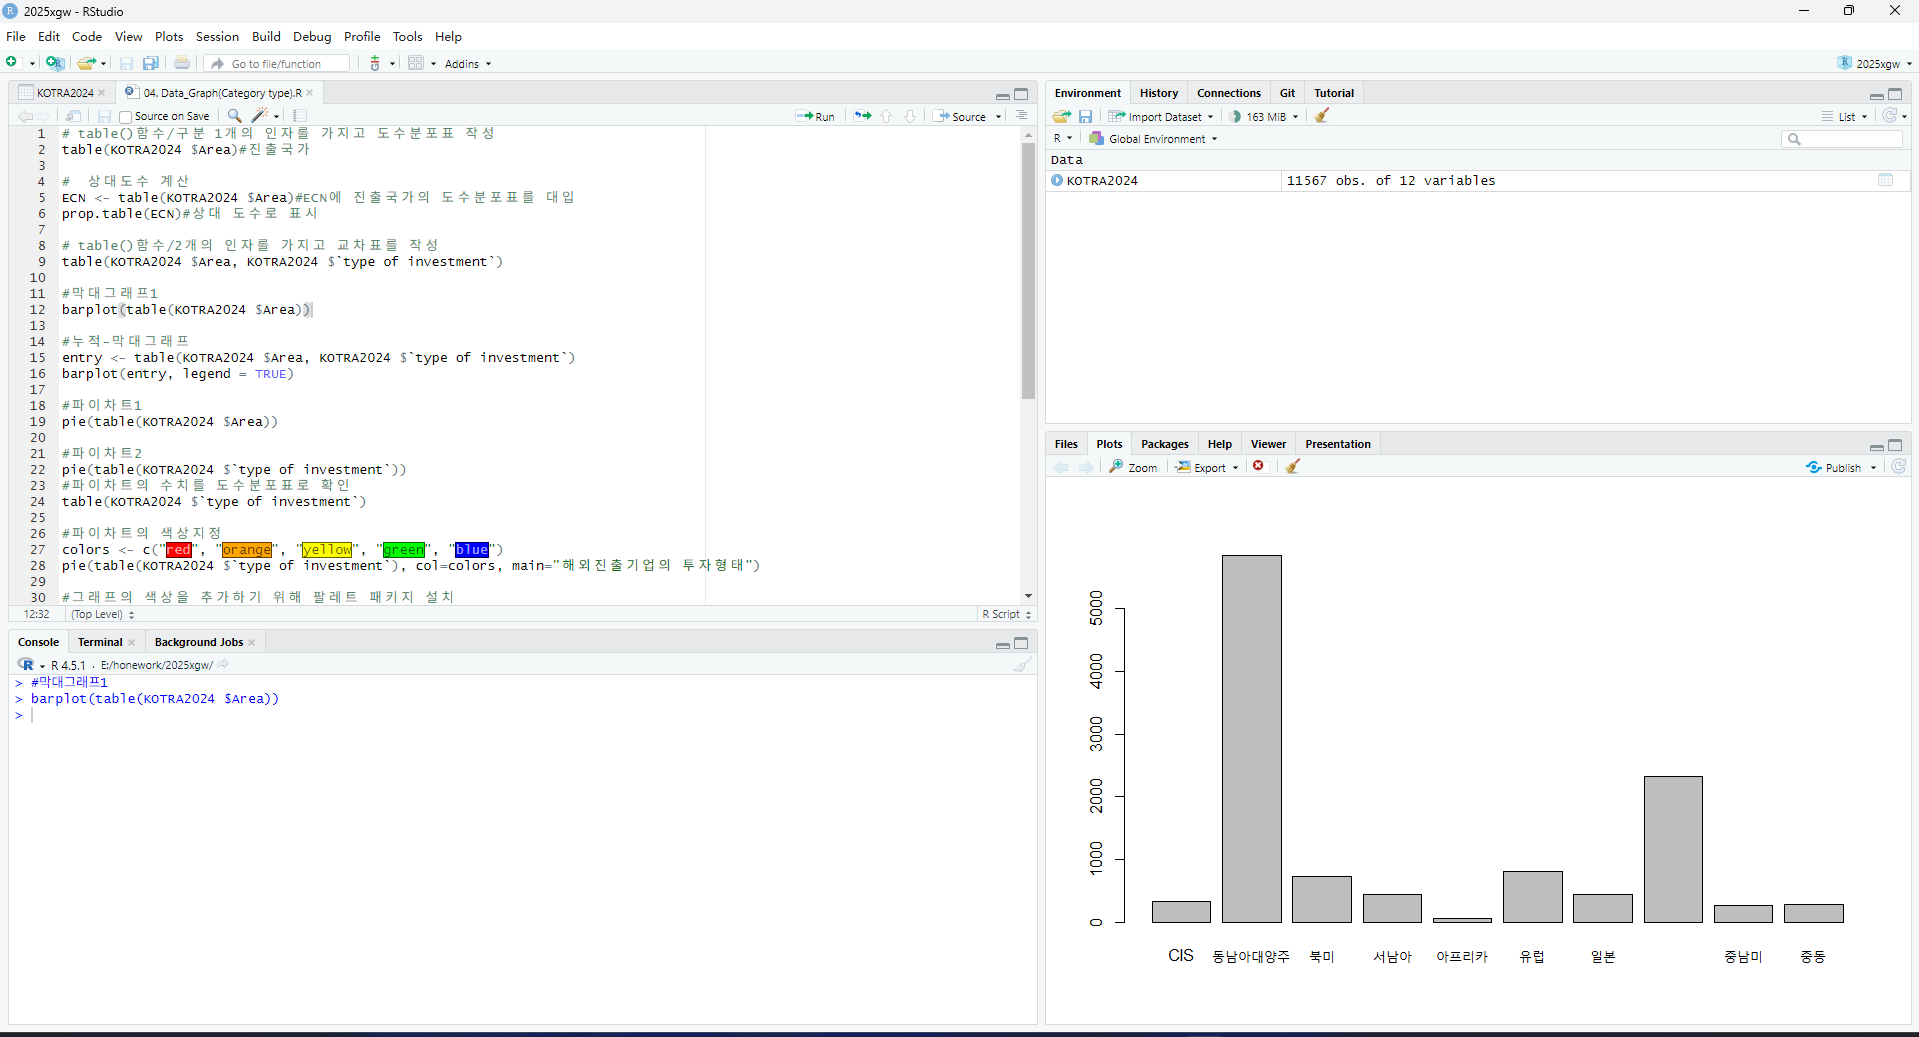 2025xgw - RStudio
File Edit Code View Plots Session Build Debug Profile Tools Help
Go to file/function Addins 2025xgw
KOTRA2024 04. Data_Graph(Category type).R
Source on Save Run Source
1 # table()함수/구분 1개의 인자를 가지고 도수분포표 작성
2 table(KOTRA2024 $Area)#진출국가
3
4 # 상대도수 계산
5 ECN <- table(KOTRA2024 $Area)#ECN에 진출국가의 도수분포표를 대입
6 prop.table(ECN)#상대 도수로 표시
7
8 # table()함수/2개의 인자를 가지고 교차표를 작성
9 table(KOTRA2024 $Area, KOTRA2024 $`type of investment`)
10
11 #막대그래프1
12 barplot(table(KOTRA2024 $Area))
13
14 #누적-막대그래프
15 entry <- table(KOTRA2024 $Area, KOTRA2024 $`type of investment`)
16 barplot(entry, legend = TRUE)
17
18 #파이차트1
19 pie(table(KOTRA2024 $Area))
20
21 #파이차트2
22 pie(table(KOTRA2024 $`type of investment`))
23 #파이차트의 수치를 도수분포표로 확인
24 table(KOTRA2024 $`type of investment`)
25
26 #파이차트의 색상지정
27 colors <- c("red", "orange", "yellow", "green", "blue")
28 pie(table(KOTRA2024 $`type of investment`), col=colors, main="해외진출기업의 투자형태")
29
30 #그래프의 색상을 추가하기 위해 팔레트 패키지 설치
12:32 (Top Level) R Script
Console Terminal Background Jobs
R 4.5.1 · E:/honework/2025xgw/
> #막대그래프1
> barplot(table(KOTRA2024 $Area))
>
Environment History Connections Git Tutorial
Import Dataset 163 MiB List
R Global Environment
Data
KOTRA2024 11567 obs. of 12 variables
Files Plots Packages Help Viewer Presentation
Zoom Export Publish
5000
4000
3000
2000
1000
0
CIS 동남아대양주 북미 서남아 아프리카 유럽 일본 중남미 중동